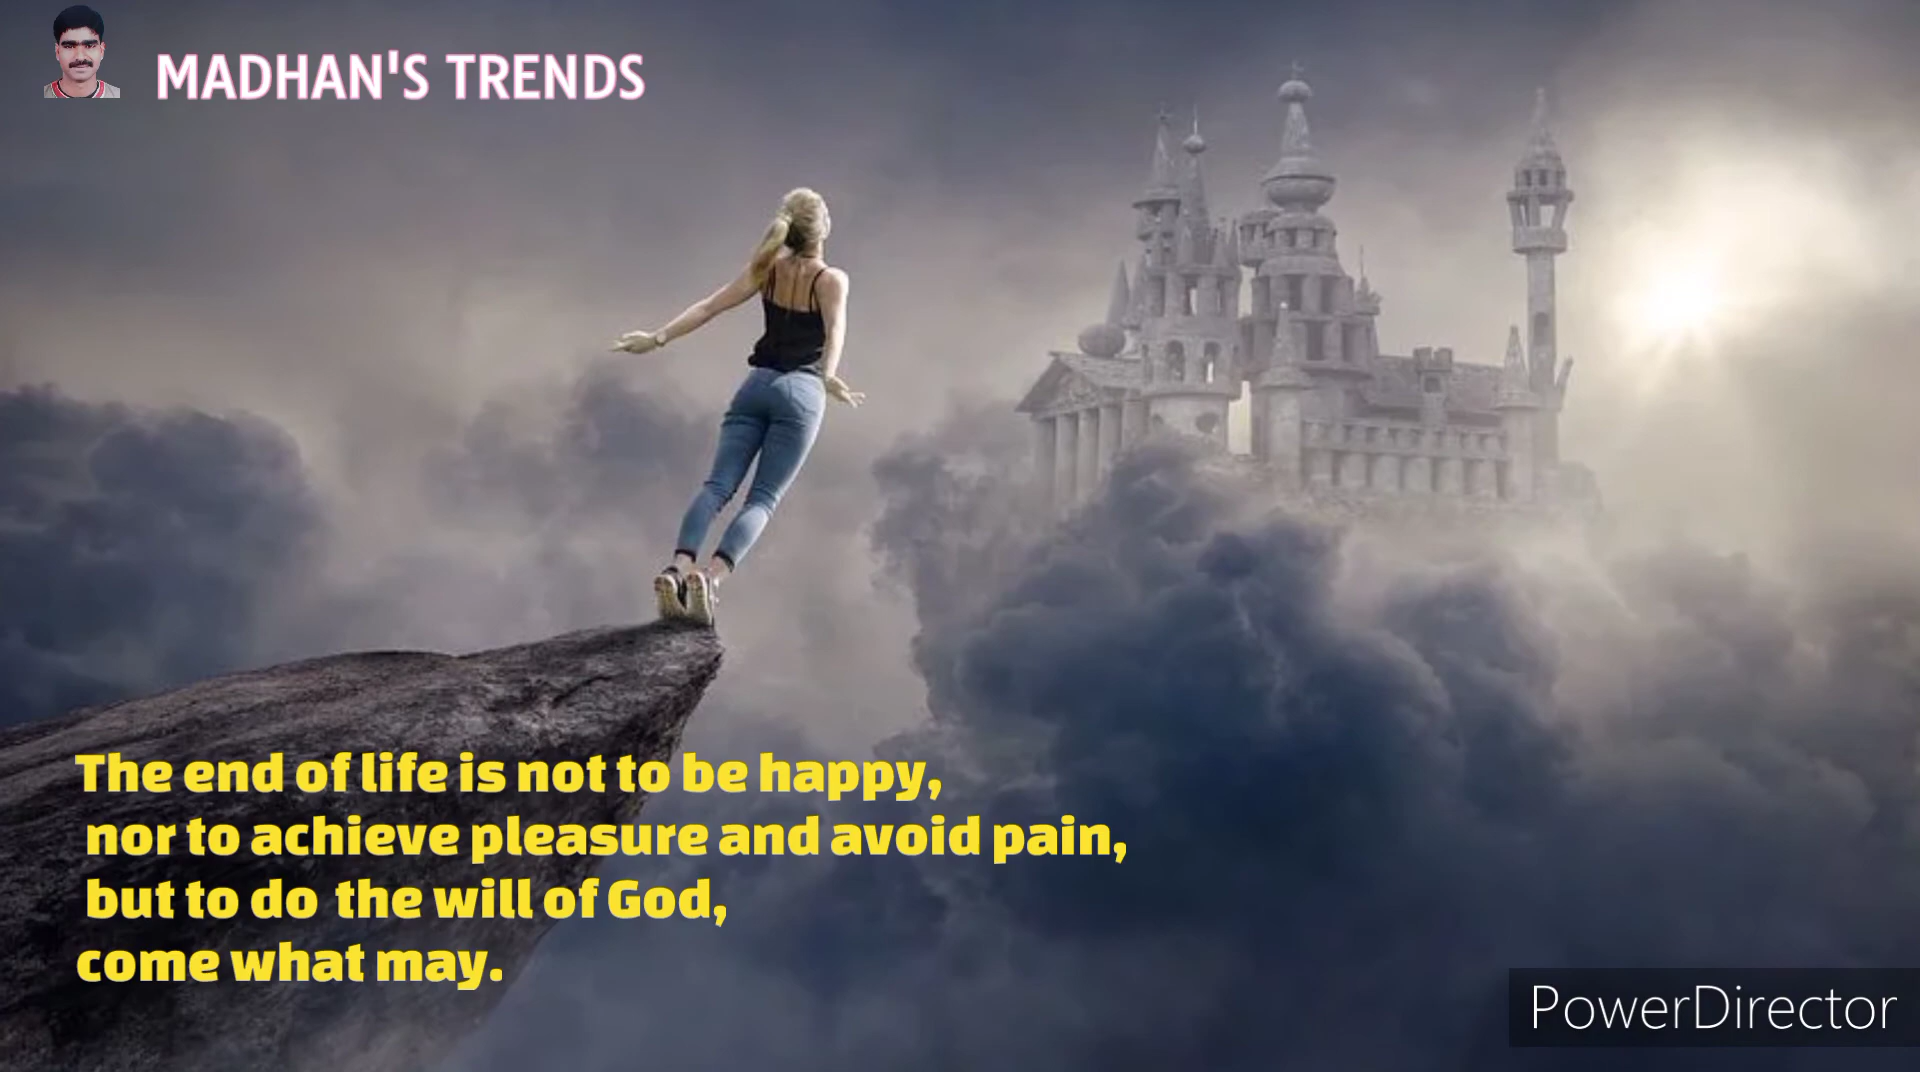 MADHAN'S TRENDS
The end of life is not to be happy,
nor to achieve pleasure and avoid pain,
but to do the will of God,
come what may.
PowerDirector